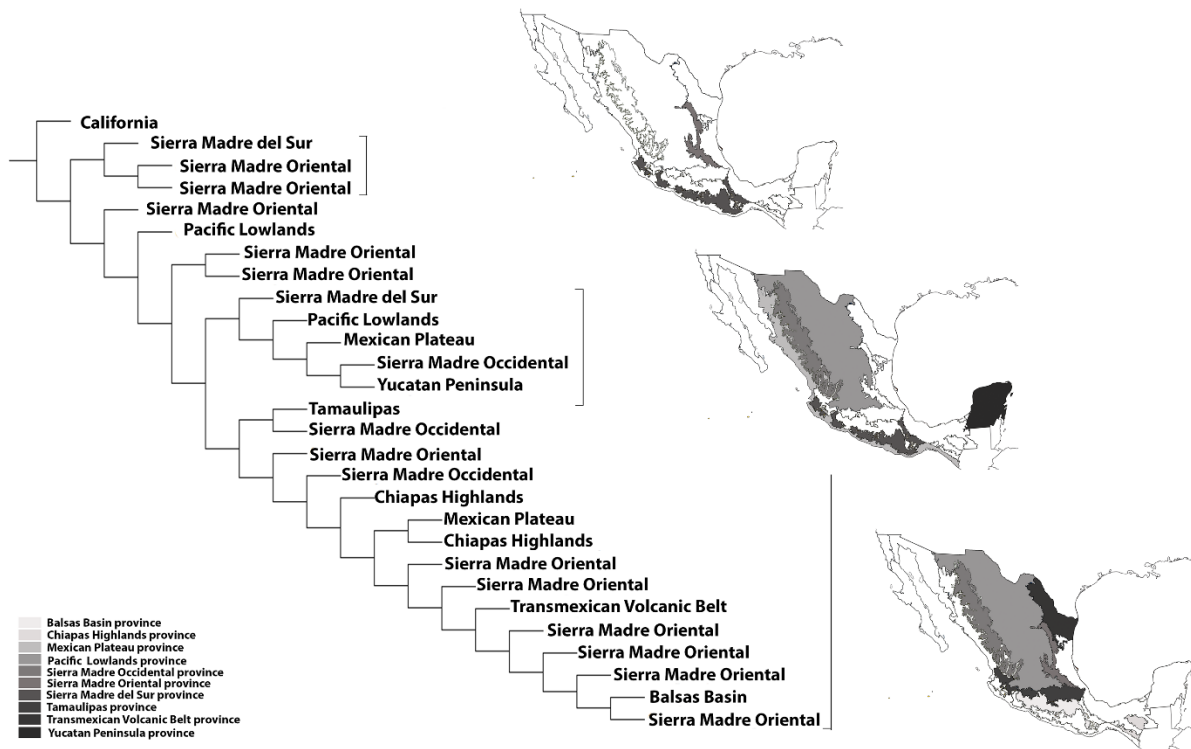 California
Sierra Madre del Sur
Sierra Madre Oriental
Sierra Madre Oriental
Sierra Madre Oriental
Pacific Lowlands
Sierra Madre Oriental
Sierra Madre Oriental
Sierra Madre del Sur
Pacific Lowlands
Mexican Plateau
Sierra Madre Occidental
Yucatan Peninsula
Tamaulipas
Sierra Madre Occidental
Sierra Madre Oriental
Sierra Madre Occidental
Chiapas Highlands
Mexican Plateau
Chiapas Highlands
Sierra Madre Oriental
Sierra Madre Oriental
Transmexican Volcanic Belt
Sierra Madre Oriental
Sierra Madre Oriental
Sierra Madre Oriental
Balsas Basin
Sierra Madre Oriental
Balsas Basin province
Chiapas Highlands province
Mexican Plateau province
Pacific Lowlands province
Sierra Madre Occidental province
Sierra Madre Oriental province
Sierra Madre del Sur province
Tamaulipas province
Transmexican Volcanic Belt province
Yucatan Peninsula province